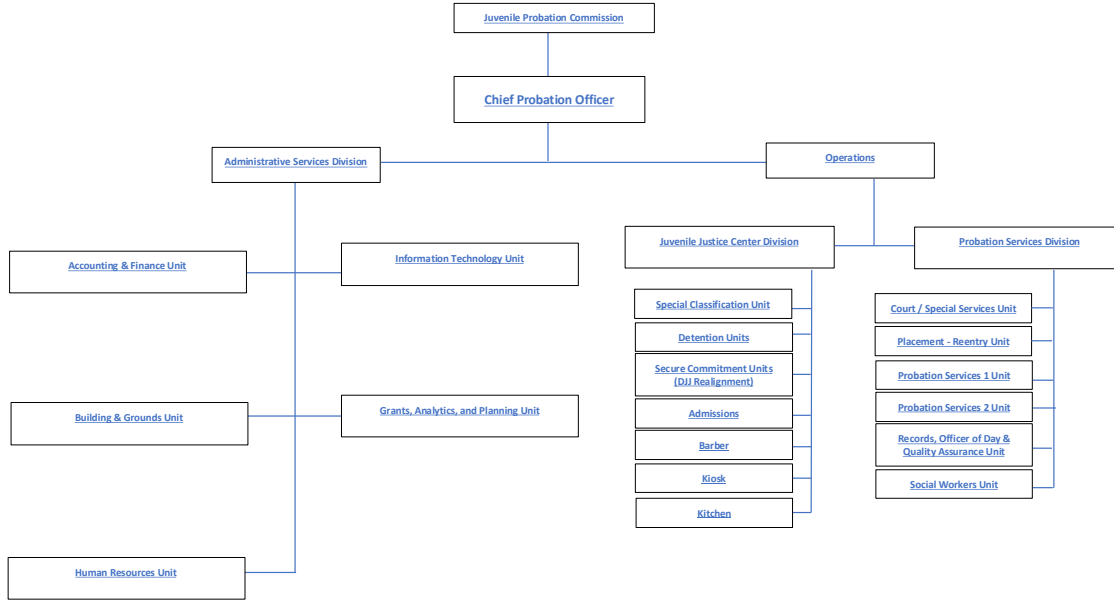 Juvenile Probation Commission
Chief Probation Officer
Administrative Services Division
Operations
Accounting & Finance Unit
Information Technology Unit
Building & Grounds Unit
Grants, Analytics, and Planning Unit
Human Resources Unit
Juvenile Justice Center Division
Special Classification Unit
Detention Units
Secure Commitment Units
(DJJ Realignment)
Admissions
Barber
Kiosk
Kitchen
Probation Services Division
Court / Special Services Unit
Placement - Reentry Unit
Probation Services 1 Unit
Probation Services 2 Unit
Records, Officer of Day &
Quality Assurance Unit
Social Workers Unit